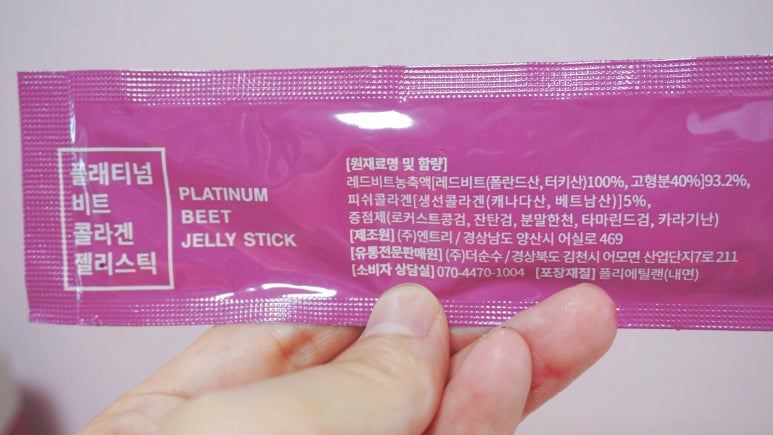 플래티넘
비트
콜라겐
젤리스틱
PLATINUM
BEET
JELLY STICK
[원재료명 및 함량]
레드비트농축액[레드비트(폴란드산, 터키산)100%, 고형분40%]93.2%,
피쉬콜라겐[생선콜라겐(캐나다산, 베트남산)]5%,
증점제(로커스트콩검, 잔탄검, 분말한천, 타마린드검, 카라기난)
[제조원] (주)엔트리 / 경상남도 양산시 어실로 469
[유통전문판매원] (주)더순수 / 경상북도 김천시 어모면 산업단지7로 211
[소비자 상담실] 070-4470-1004 [포장재질] 폴리에틸랜(내면)